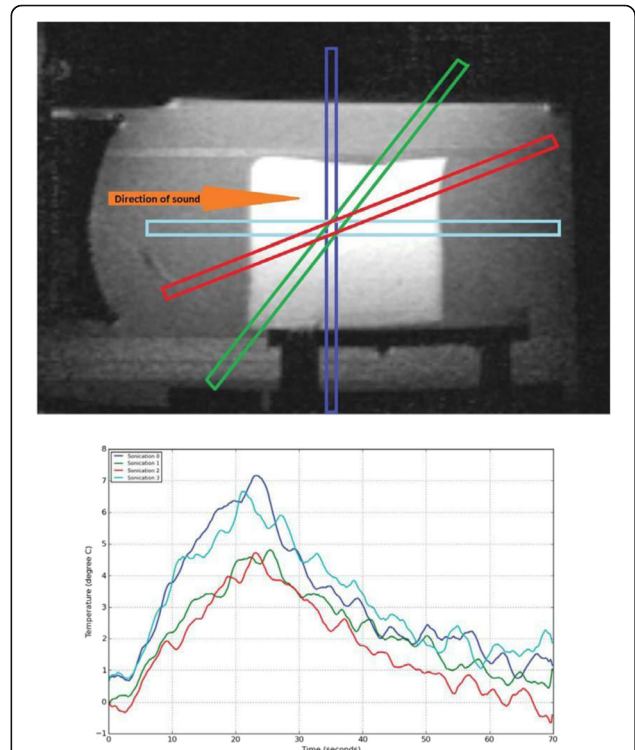 Direction of sound
8
7
6
5
4
3
2
1
0
−1
Temperature (degree C)
Sonication 0
Sonication 1
Sonication 2
Sonication 3
0 10 20 30 40 50 60 70
Time (seconds)